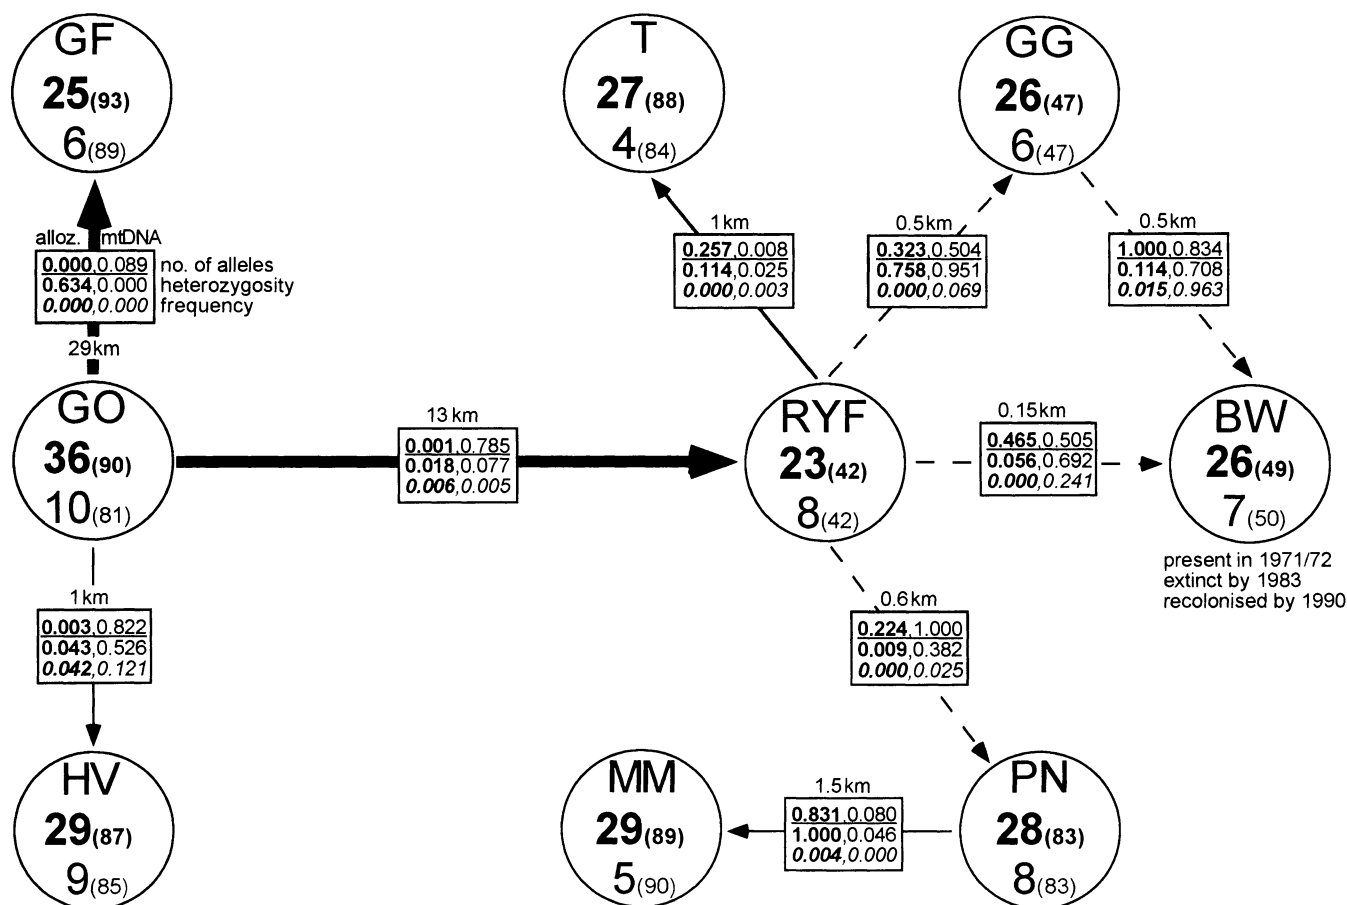 GF
25(93)
6(89)
T
27(88)
4(84)
GG
26(47)
6(47)
alloz. mtDNA
0.000,0.089 no. of alleles
0.634,0.000 heterozygosity
0.000,0.000 frequency
29km
1km
0.257,0.008
0.114,0.025
0.000,0.003
0.5km
0.323,0.504
0.758,0.951
0.000,0.069
0.5km
1.000,0.834
0.114,0.708
0.015,0.963
GO
36(90)
10(81)
13km
0.001,0.785
0.018,0.077
0.006,0.005
RYF
23(42)
8(42)
0.15km
0.465,0.505
0.056,0.692
0.000,0.241
BW
26(49)
7(50)
present in 1971/72
extinct by 1983
recolonised by 1990
1km
0.003,0.822
0.043,0.526
0.042,0.121
0.6km
0.224,1.000
0.009,0.382
0.000,0.025
HV
29(87)
9(85)
MM
29(89)
5(90)
1.5km
0.831,0.080
1.000,0.046
0.004,0.000
PN
28(83)
8(83)